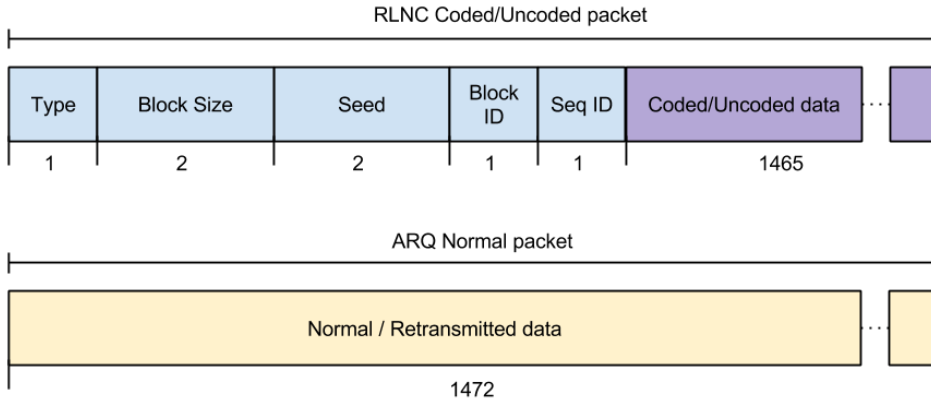 RLNC Coded/Uncoded packet
Type
Block Size
Seed
Block
ID
Seq ID
Coded/Uncoded data
1
2
2
1
1
1465
ARQ Normal packet
Normal / Retransmitted data
1472